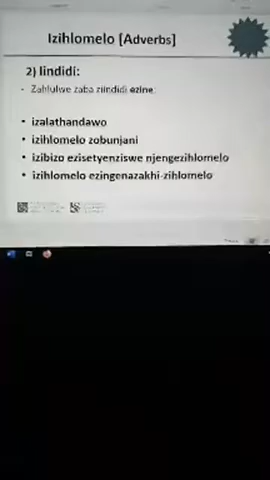 Izihlomelo [Adverbs]
2) Iindidi:
- Zahlulwe zaba ziindidi ezine:
• izalathandawo
• izihlomelo zobunjani
• izibizo ezisetyenziswe njengezihlomelo
• izihlomelo ezingenazakhi-zihlomelo